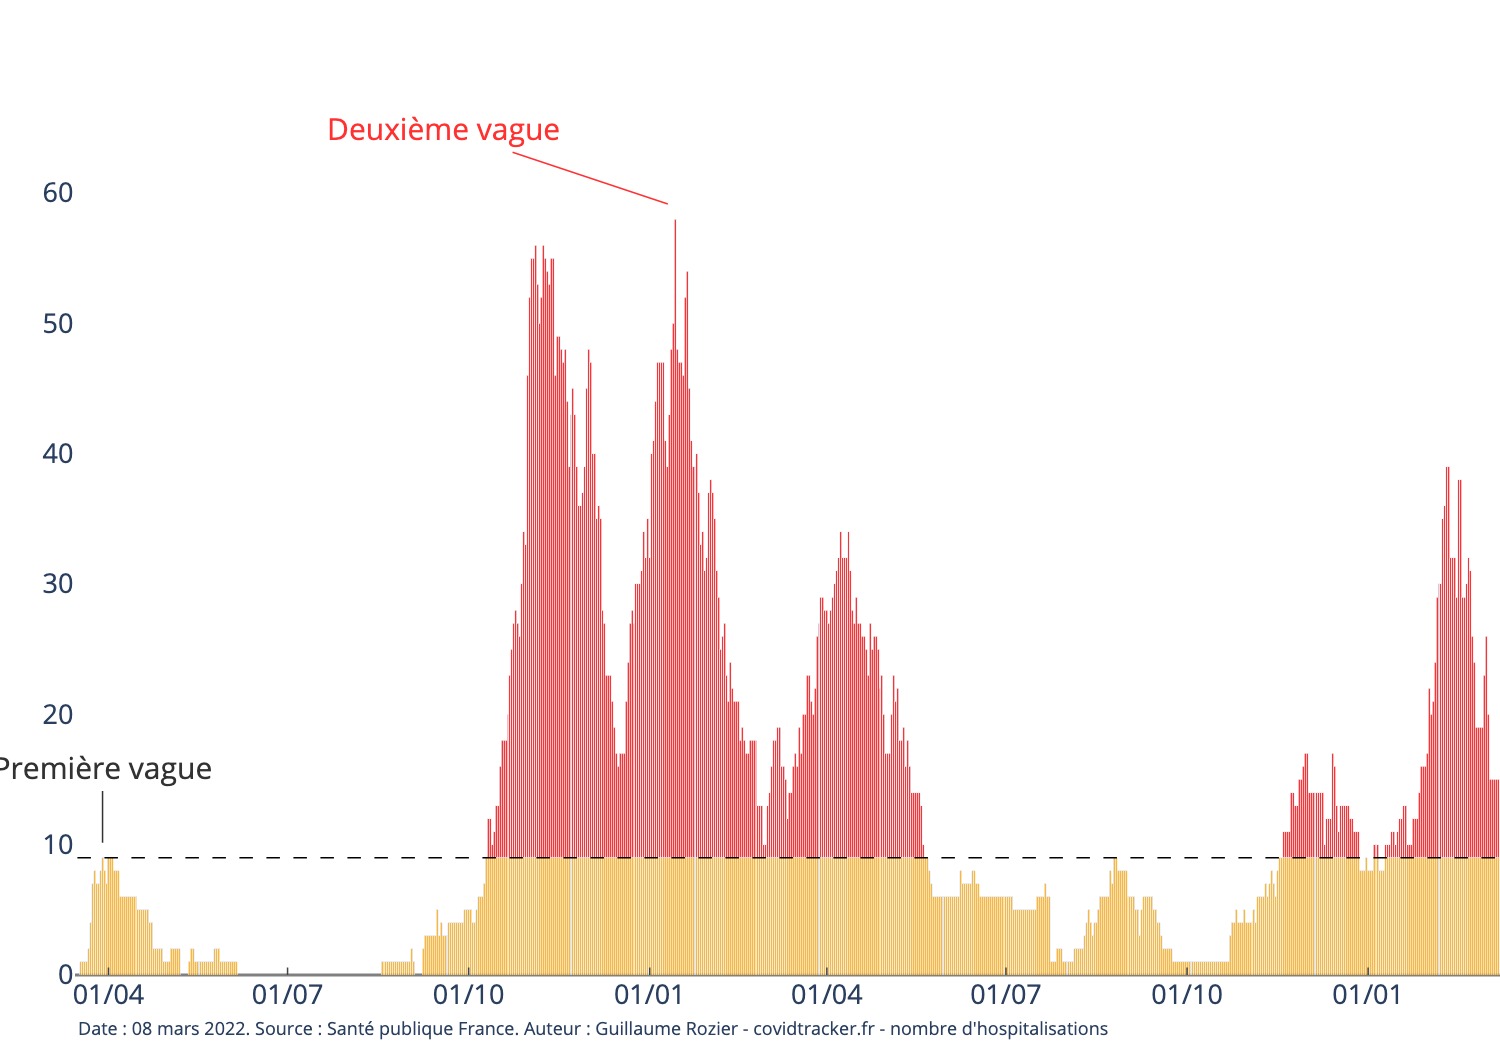 Deuxième vague
60
50
40
30
20
Première vague
10
0
01/04 01/07 01/10 01/01 01/04 01/07 01/10 01/01
Date : 08 mars 2022. Source : Santé publique France. Auteur : Guillaume Rozier - covidtracker.fr - nombre d'hospitalisations